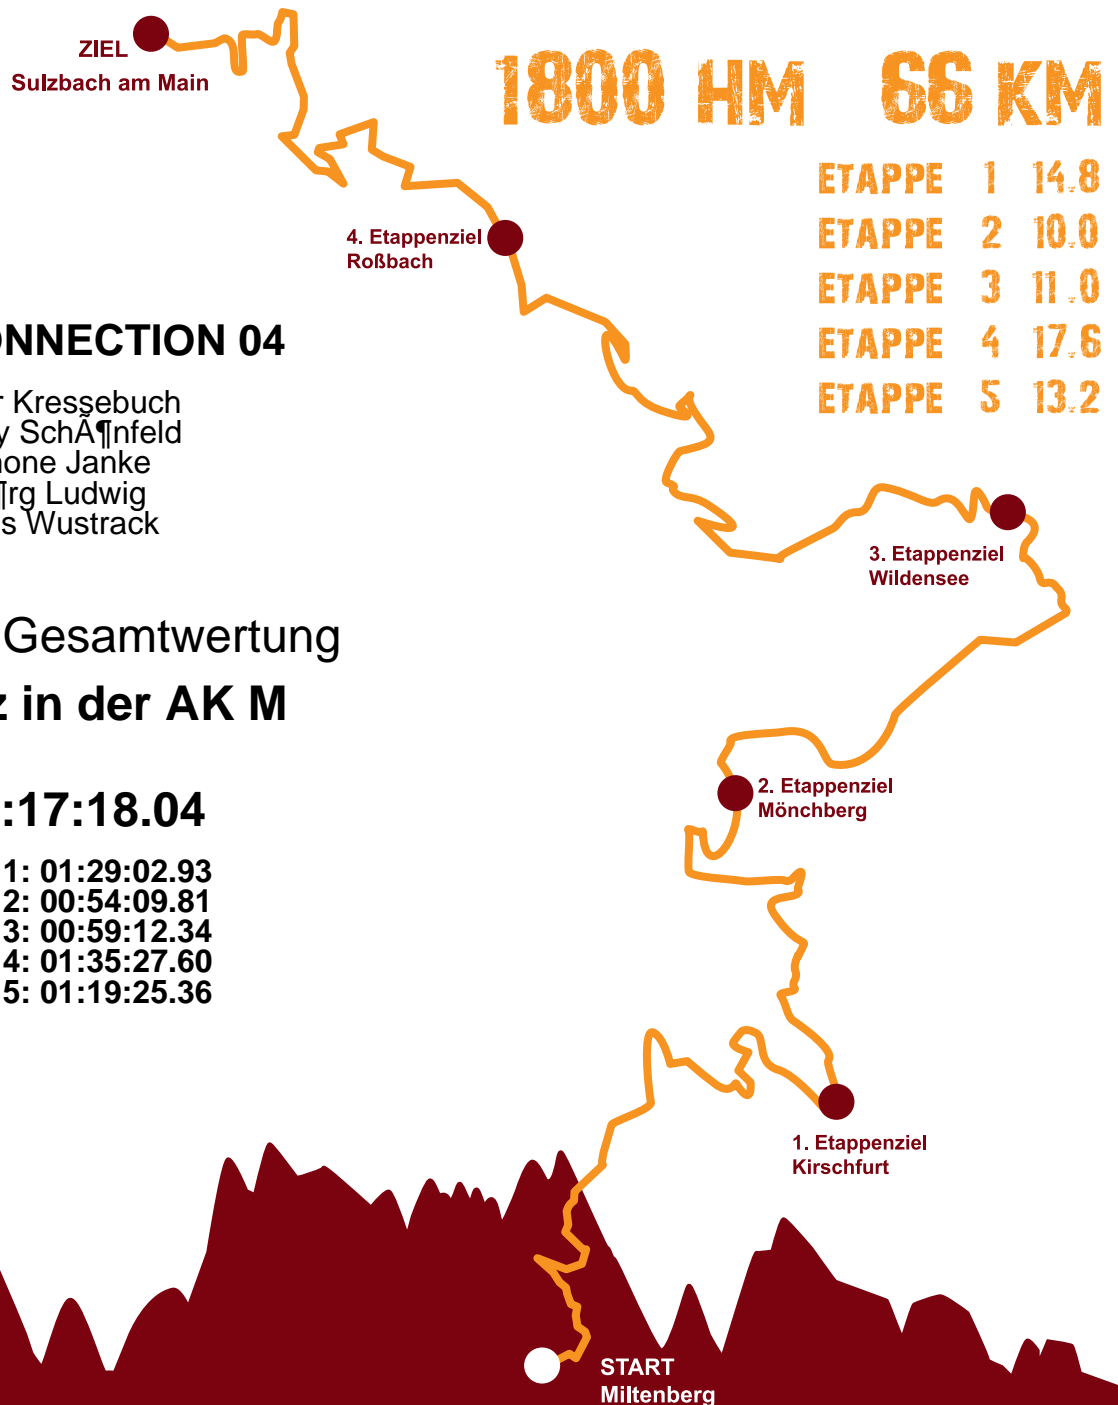 ZIEL
Sulzbach am Main
1800 HM 66 KM
ETAPPE 1 14.8
ETAPPE 2 10.0
ETAPPE 3 11.0
ETAPPE 4 17.6
ETAPPE 5 13.2
4. Etappenziel
Roßbach
ONNECTION 04
r Kressebuch
y SchÃ¶nfeld
none Janke
¶rg Ludwig
s Wustrack
3. Etappenziel
Wildensee
Gesamtwertung
z in der AK M
2. Etappenziel
Mönchberg
:17:18.04
1: 01:29:02.93
2: 00:54:09.81
3: 00:59:12.34
4: 01:35:27.60
5: 01:19:25.36
1. Etappenziel
Kirschfurt
START
Miltenberg